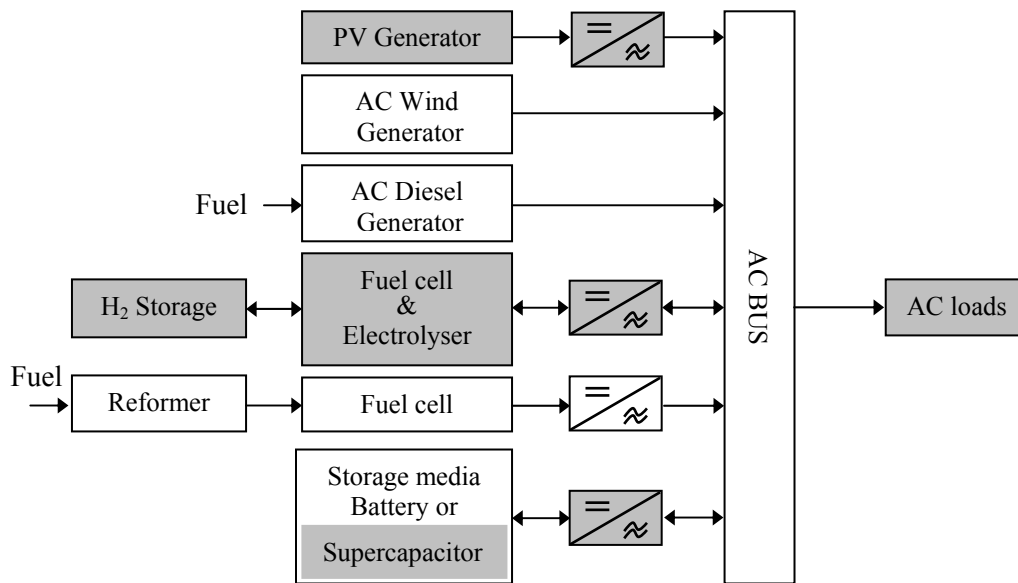 PV Generator
AC Wind
Generator
Fuel
AC Diesel
Generator
H₂ Storage
Fuel cell
&
Electrolyser
AC BUS
AC loads
Fuel
Reformer
Fuel cell
Storage media
Battery or
Supercapacitor